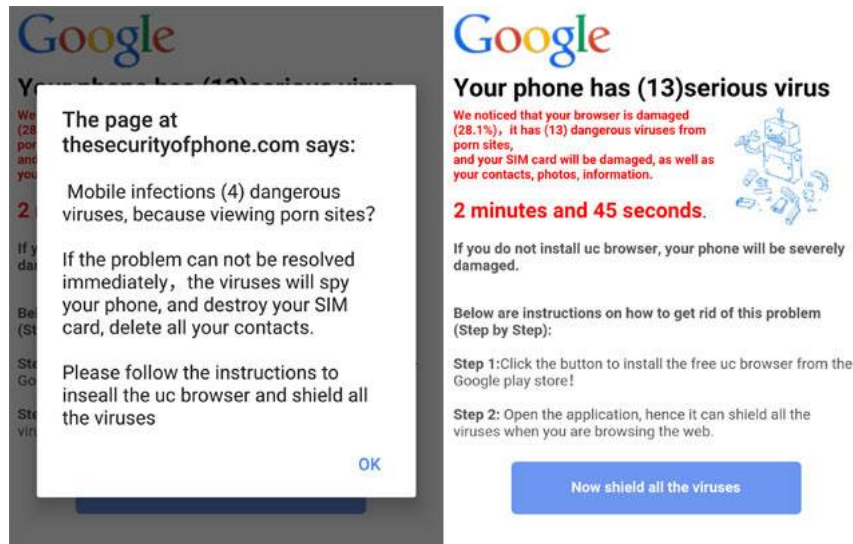 Google
The page at
thesecurityofphone.com says:
Mobile infections (4) dangerous
viruses, because viewing porn sites?
If the problem can not be resolved
immediately，the viruses will spy
your phone, and destroy your SIM
card, delete all your contacts.
Please follow the instructions to
inseall the uc browser and shield all
the viruses
OK
Google
Your phone has (13)serious virus
We noticed that your browser is damaged
(28.1%)，it has (13) dangerous viruses from
porn sites,
and your SIM card will be damaged, as well as
your contacts, photos, information.
2 minutes and 45 seconds.
If you do not install uc browser, your phone will be severely
damaged.
Below are instructions on how to get rid of this problem
(Step by Step):
Step 1:Click the button to install the free uc browser from the
Google play store！
Step 2: Open the application, hence it can shield all the
viruses when you are browsing the web.
Now shield all the viruses